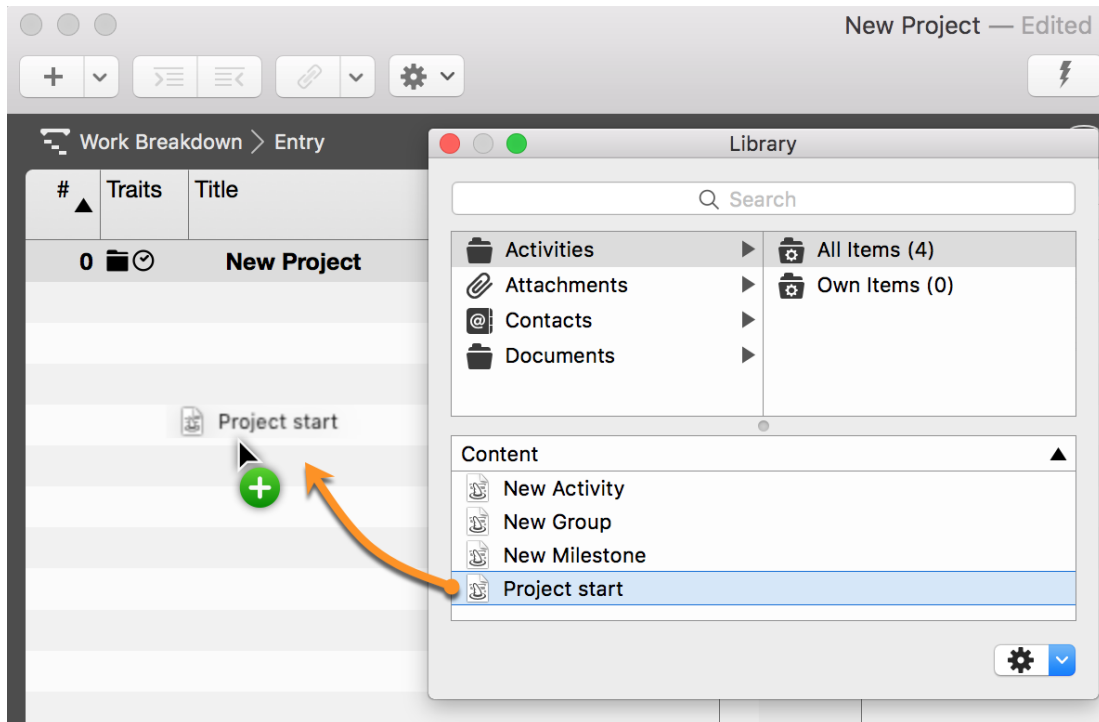 New Project — Edited
Work Breakdown
Entry
Library
# Traits Title
Search
0 New Project
Activities
All Items (4)
Attachments
Own Items (0)
Contacts
Documents
Project start
Content
New Activity
New Group
New Milestone
Project start